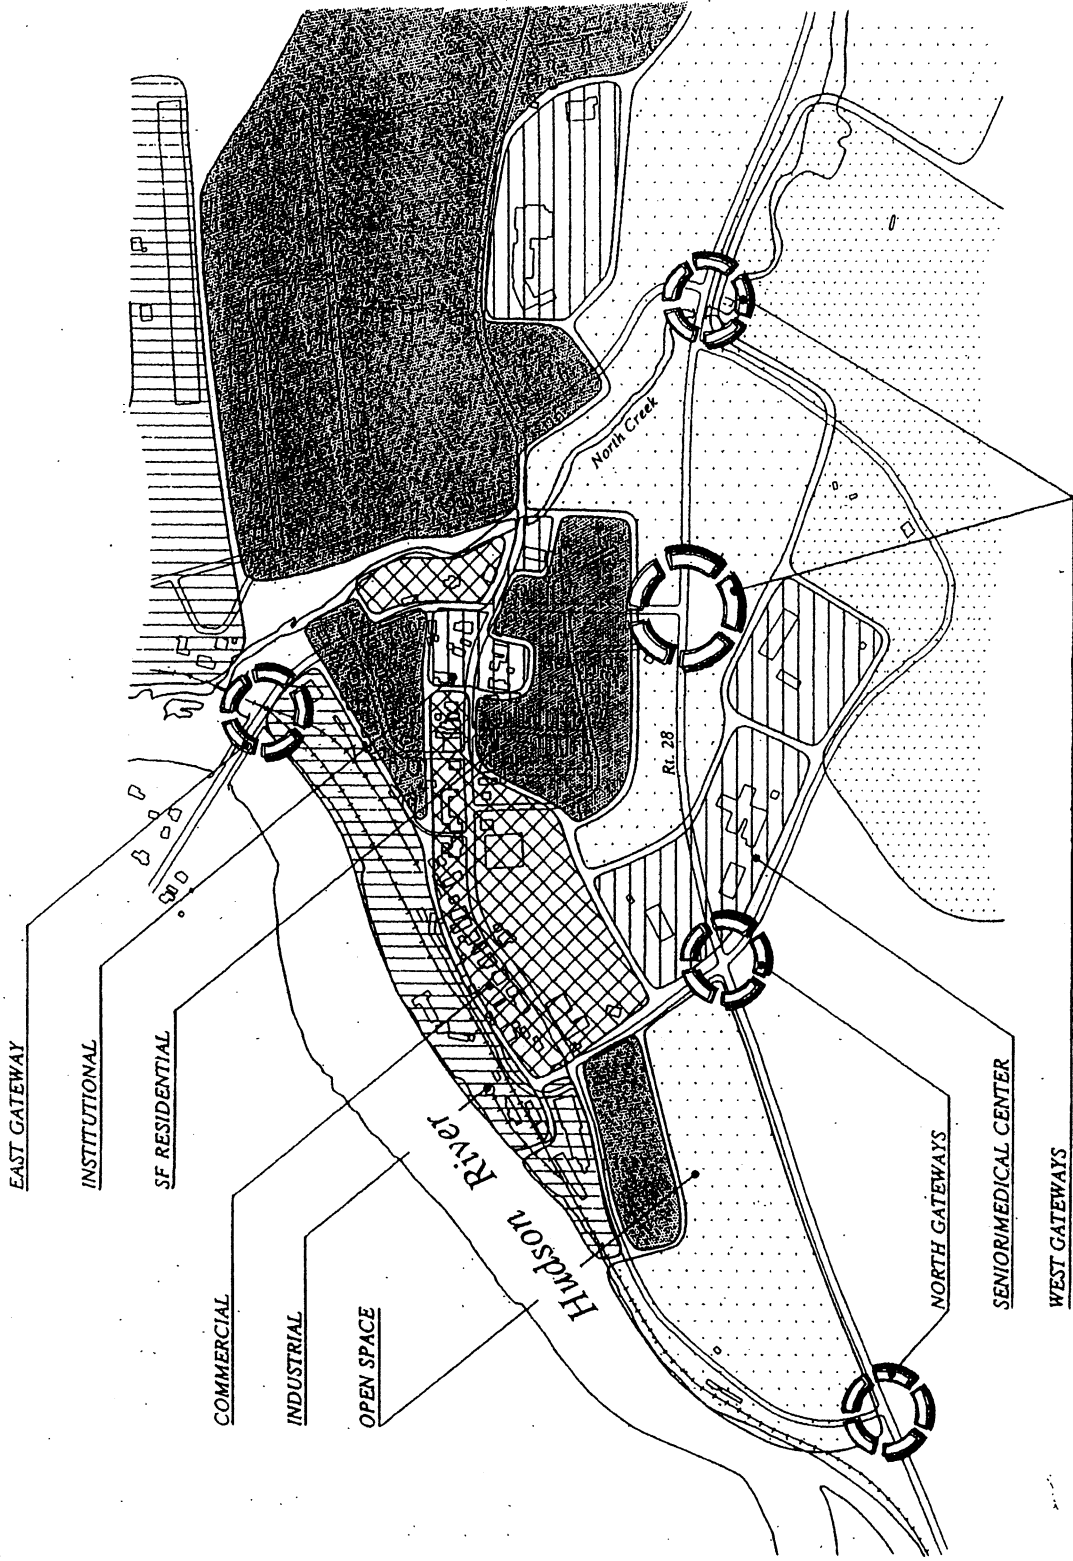 EAST GATEWAY
INSTITUTIONAL
SF RESIDENTIAL
COMMERCIAL
INDUSTRIAL
OPEN SPACE
Hudson River
North Creek
Rt. 28
NORTH GATEWAYS
SENIOR/MEDICAL CENTER
WEST GATEWAYS